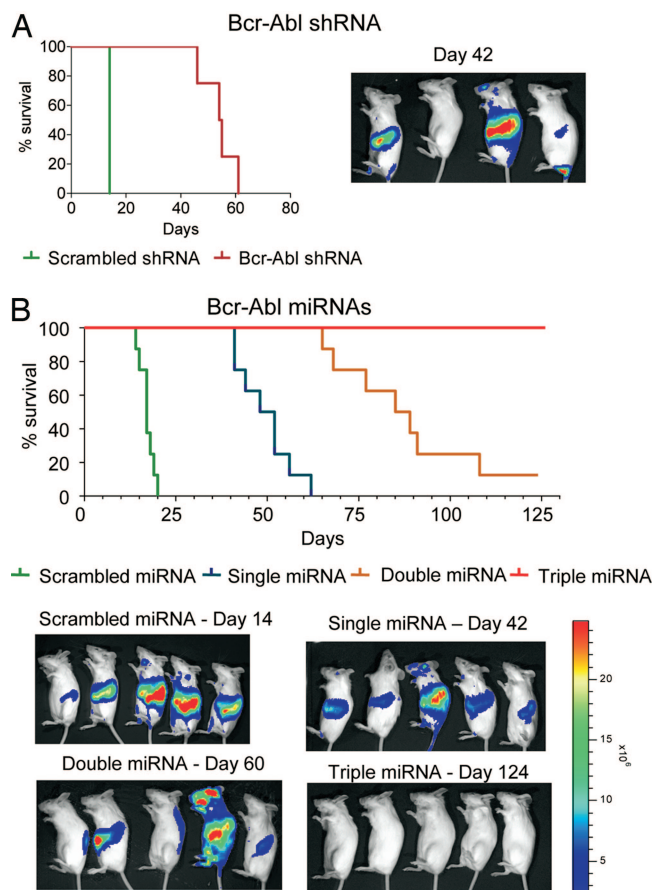 A
Bcr-Abl shRNA
Day 42
100
80
60
40
20
0
% survival
0 20 40 60 80
Days
Scrambled shRNA Bcr-Abl shRNA
B
Bcr-Abl miRNAs
100
80
60
40
20
0
% survival
0 25 50 75 100 125
Days
Scrambled miRNA Single miRNA Double miRNA Triple miRNA
Scrambled miRNA - Day 14
Single miRNA – Day 42
Double miRNA - Day 60
Triple miRNA - Day 124
20
15
10
5
x10⁶